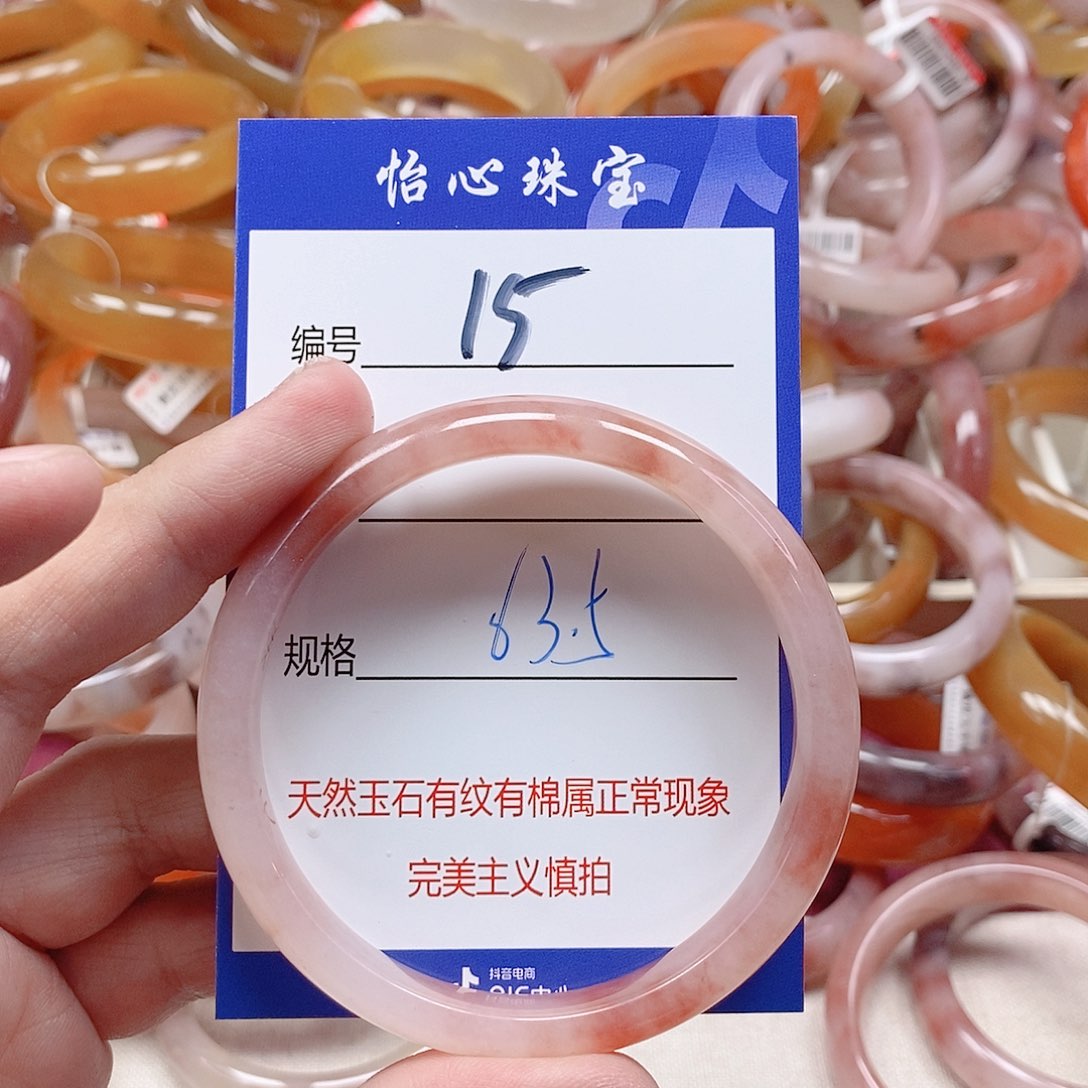 怡心珠宝
编号 15
规格 63.5
天然玉石有纹有棉属正常现象
完美主义慎拍
抖音电商